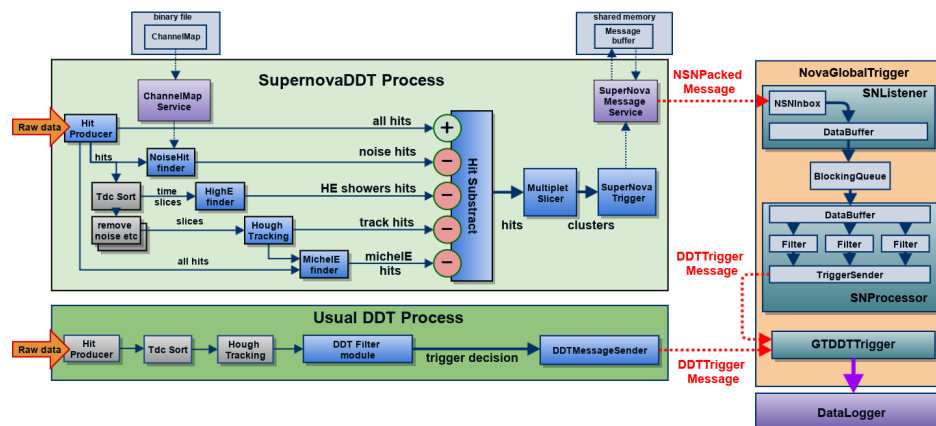 binary file
ChannelMap
shared memory
Message
buffer
SupernovaDDT Process
ChannelMap
Service
SuperNova
Message
Service
NSNPacked
Message
NovaGlobalTrigger
SNListener
NSNInbox
DataBuffer
Raw data
Hit
Producer
all hits
+
hits
NoiseHit
finder
noise hits
−
Tdc Sort
time
slices
HighE
finder
HE showers hits
−
remove
noise etc
slices
Hough
Tracking
track hits
−
all hits
MichelE
finder
michelE
hits
−
Hit Substract
hits
Multiplet
Slicer
clusters
SuperNova
Trigger
BlockingQueue
DataBuffer
Filter
Filter
Filter
TriggerSender
SNProcessor
DDTTrigger
Message
Usual DDT Process
Raw data
Hit
Producer
Tdc Sort
Hough
Tracking
DDT Filter
module
trigger decision
DDTMessageSender
DDTTrigger
Message
GTDDTTrigger
DataLogger